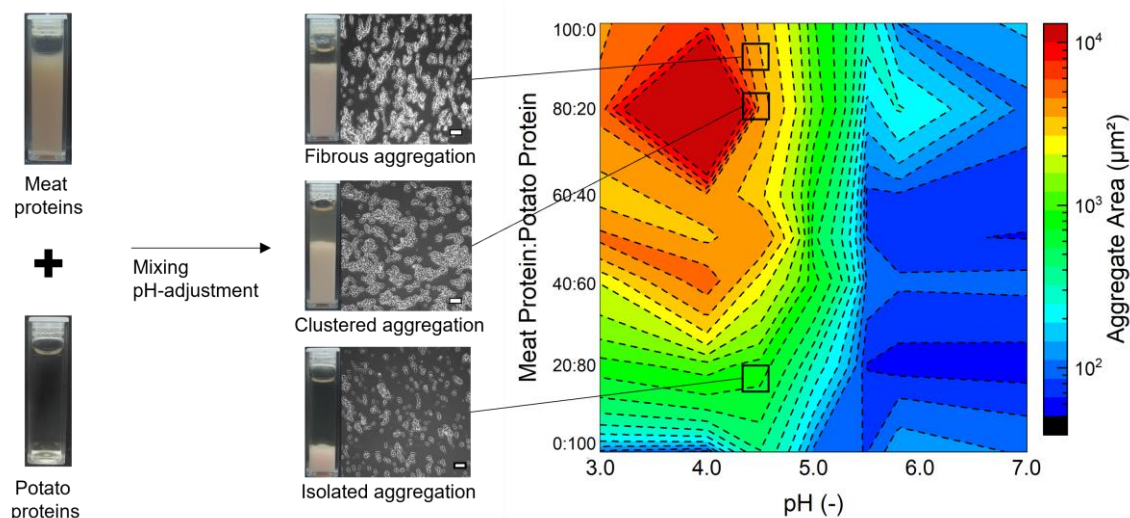 Meat
proteins
Potato
proteins
Mixing
pH-adjustment
Fibrous aggregation
Clustered aggregation
Isolated aggregation
Meat Protein:Potato Protein
100:0
80:20
60:40
40:60
20:80
0:100
3.0 4.0 5.0 6.0 7.0
pH (-)
10⁴
10³
10²
Aggregate Area (µm²)